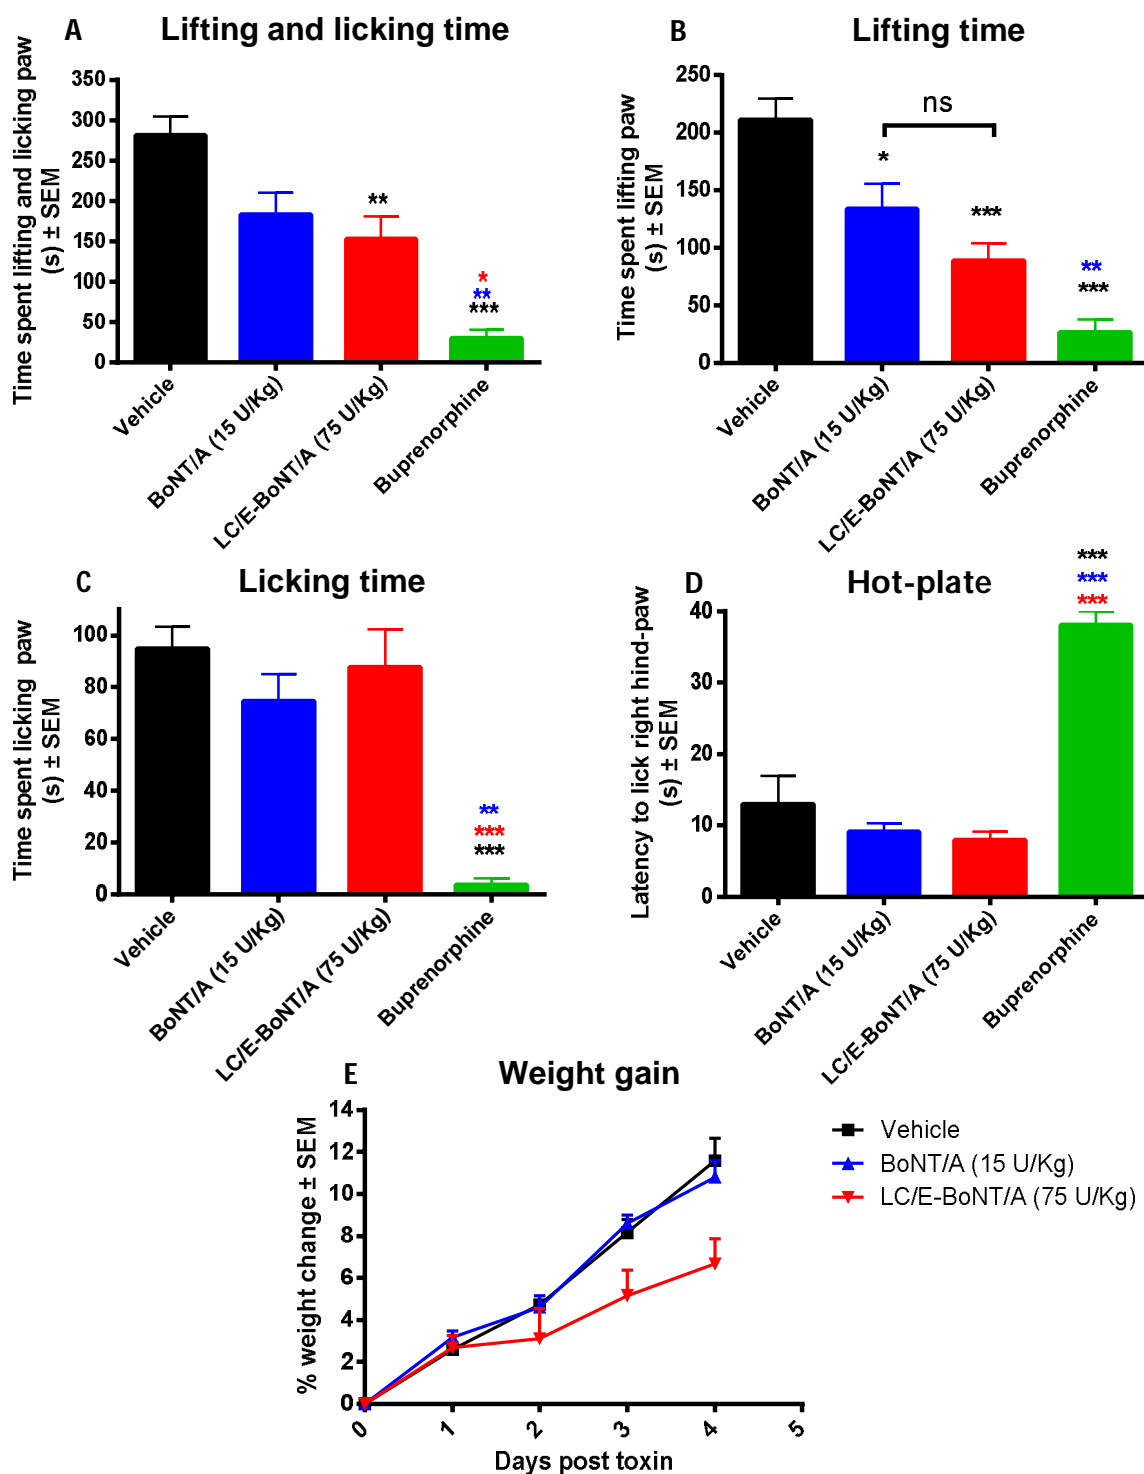 A Lifting and licking time
Time spent lifting and licking paw
(s) ± SEM
350
300
250
200
150
100
50
0
**
*
**
***
Vehicle
BoNT/A (15 U/Kg)
LC/E-BoNT/A (75 U/Kg)
Buprenorphine
B Lifting time
Time spent lifting paw
(s) ± SEM
250
200
150
100
50
0
ns
*
***
**
***
Vehicle
BoNT/A (15 U/Kg)
LC/E-BoNT/A (75 U/Kg)
Buprenorphine
C Licking time
Time spent licking paw
(s) ± SEM
100
80
60
40
20
0
**
***
***
Vehicle
BoNT/A (15 U/Kg)
LC/E-BoNT/A (75 U/Kg)
Buprenorphine
D Hot-plate
Latency to lick right hind-paw
(s) ± SEM
40
30
20
10
0
***
***
***
Vehicle
BoNT/A (15 U/Kg)
LC/E-BoNT/A (75 U/Kg)
Buprenorphine
E Weight gain
% weight change ± SEM
14
12
10
8
6
4
2
0
0 1 2 3 4 5
Days post toxin
Vehicle
BoNT/A (15 U/Kg)
LC/E-BoNT/A (75 U/Kg)